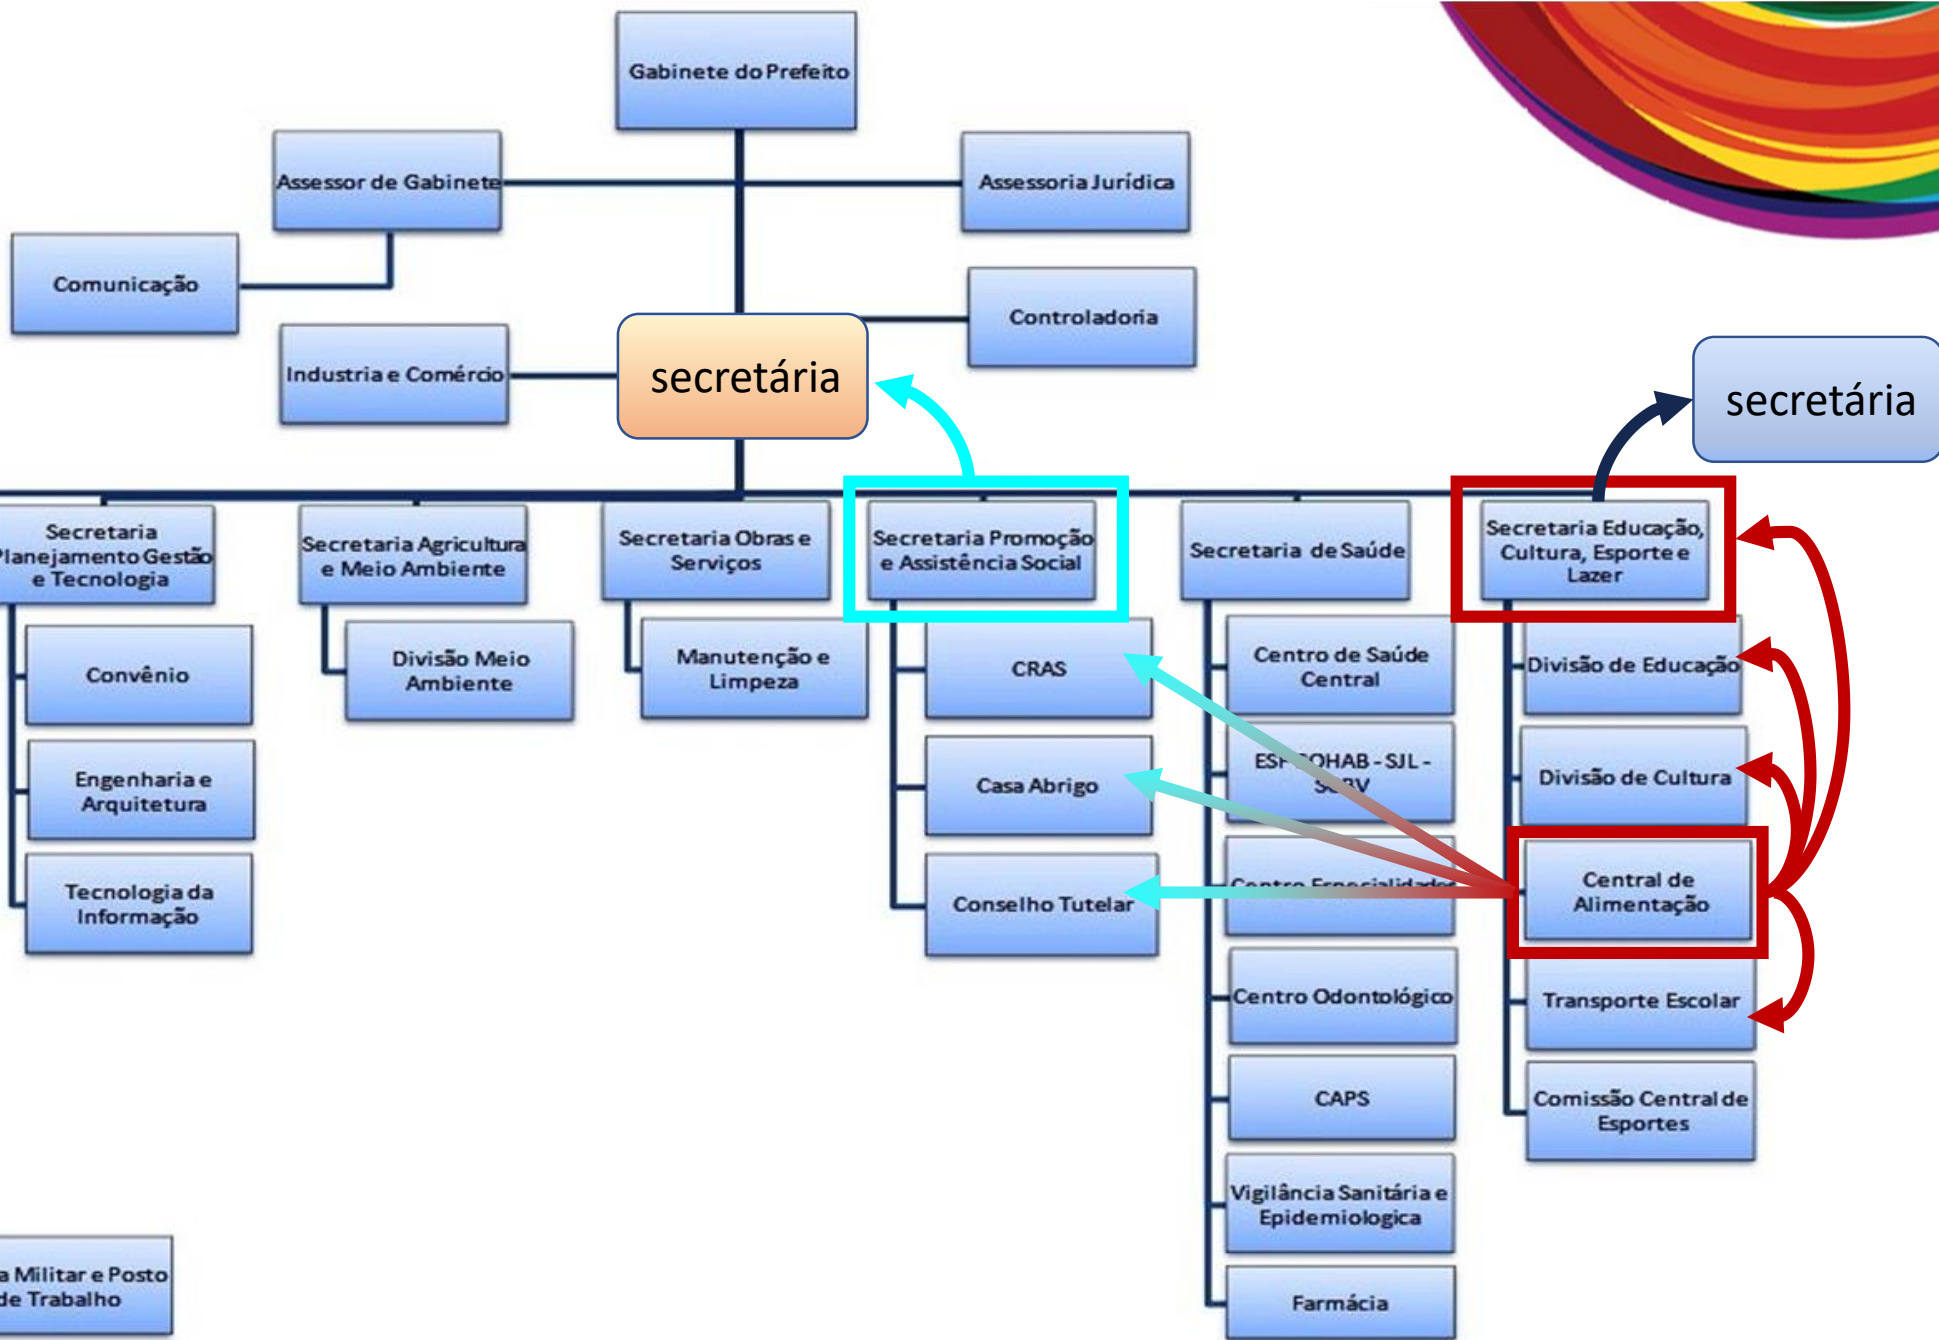 Gabinete do Prefeito
Assessor de Gabinete
Assessoria Jurídica
Comunicação
Controladoria
Industria e Comércio
secretária
secretária
Secretaria
Planejamento Gestão
e Tecnologia
Secretaria Agricultura
e Meio Ambiente
Secretaria Obras e
Serviços
Secretaria Promoção
e Assistência Social
Secretaria de Saúde
Secretaria Educação,
Cultura, Esporte e
Lazer
Convênio
Engenharia e
Arquitetura
Tecnologia da
Informação
Divisão Meio
Ambiente
Manutenção e
Limpeza
CRAS
Casa Abrigo
Conselho Tutelar
Centro de Saúde
Central
COHAB - SJL -
Centro Especialidades
Centro Odontológico
CAPS
Vigilância Sanitária e
Epidemiologica
Farmácia
Divisão de Educação
Divisão de Cultura
Central de
Alimentação
Transporte Escolar
Comissão Central de
Esportes
a Militar e Posto
de Trabalho